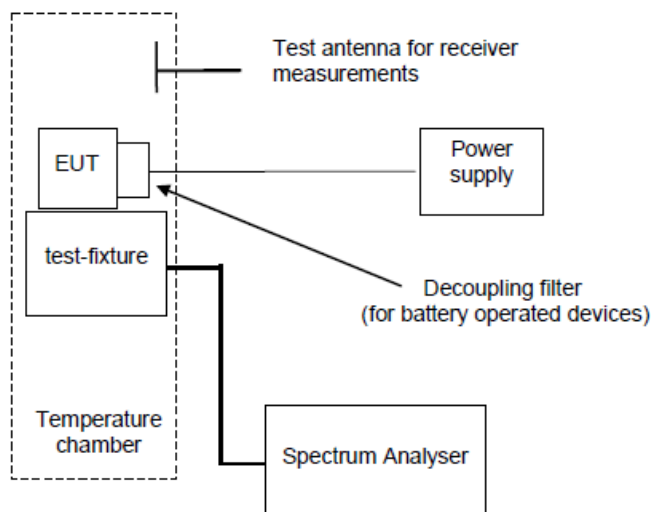 Test antenna for receiver
measurements
EUT
Power
supply
test-fixture
Decoupling filter
(for battery operated devices)
Temperature
chamber
Spectrum Analyser